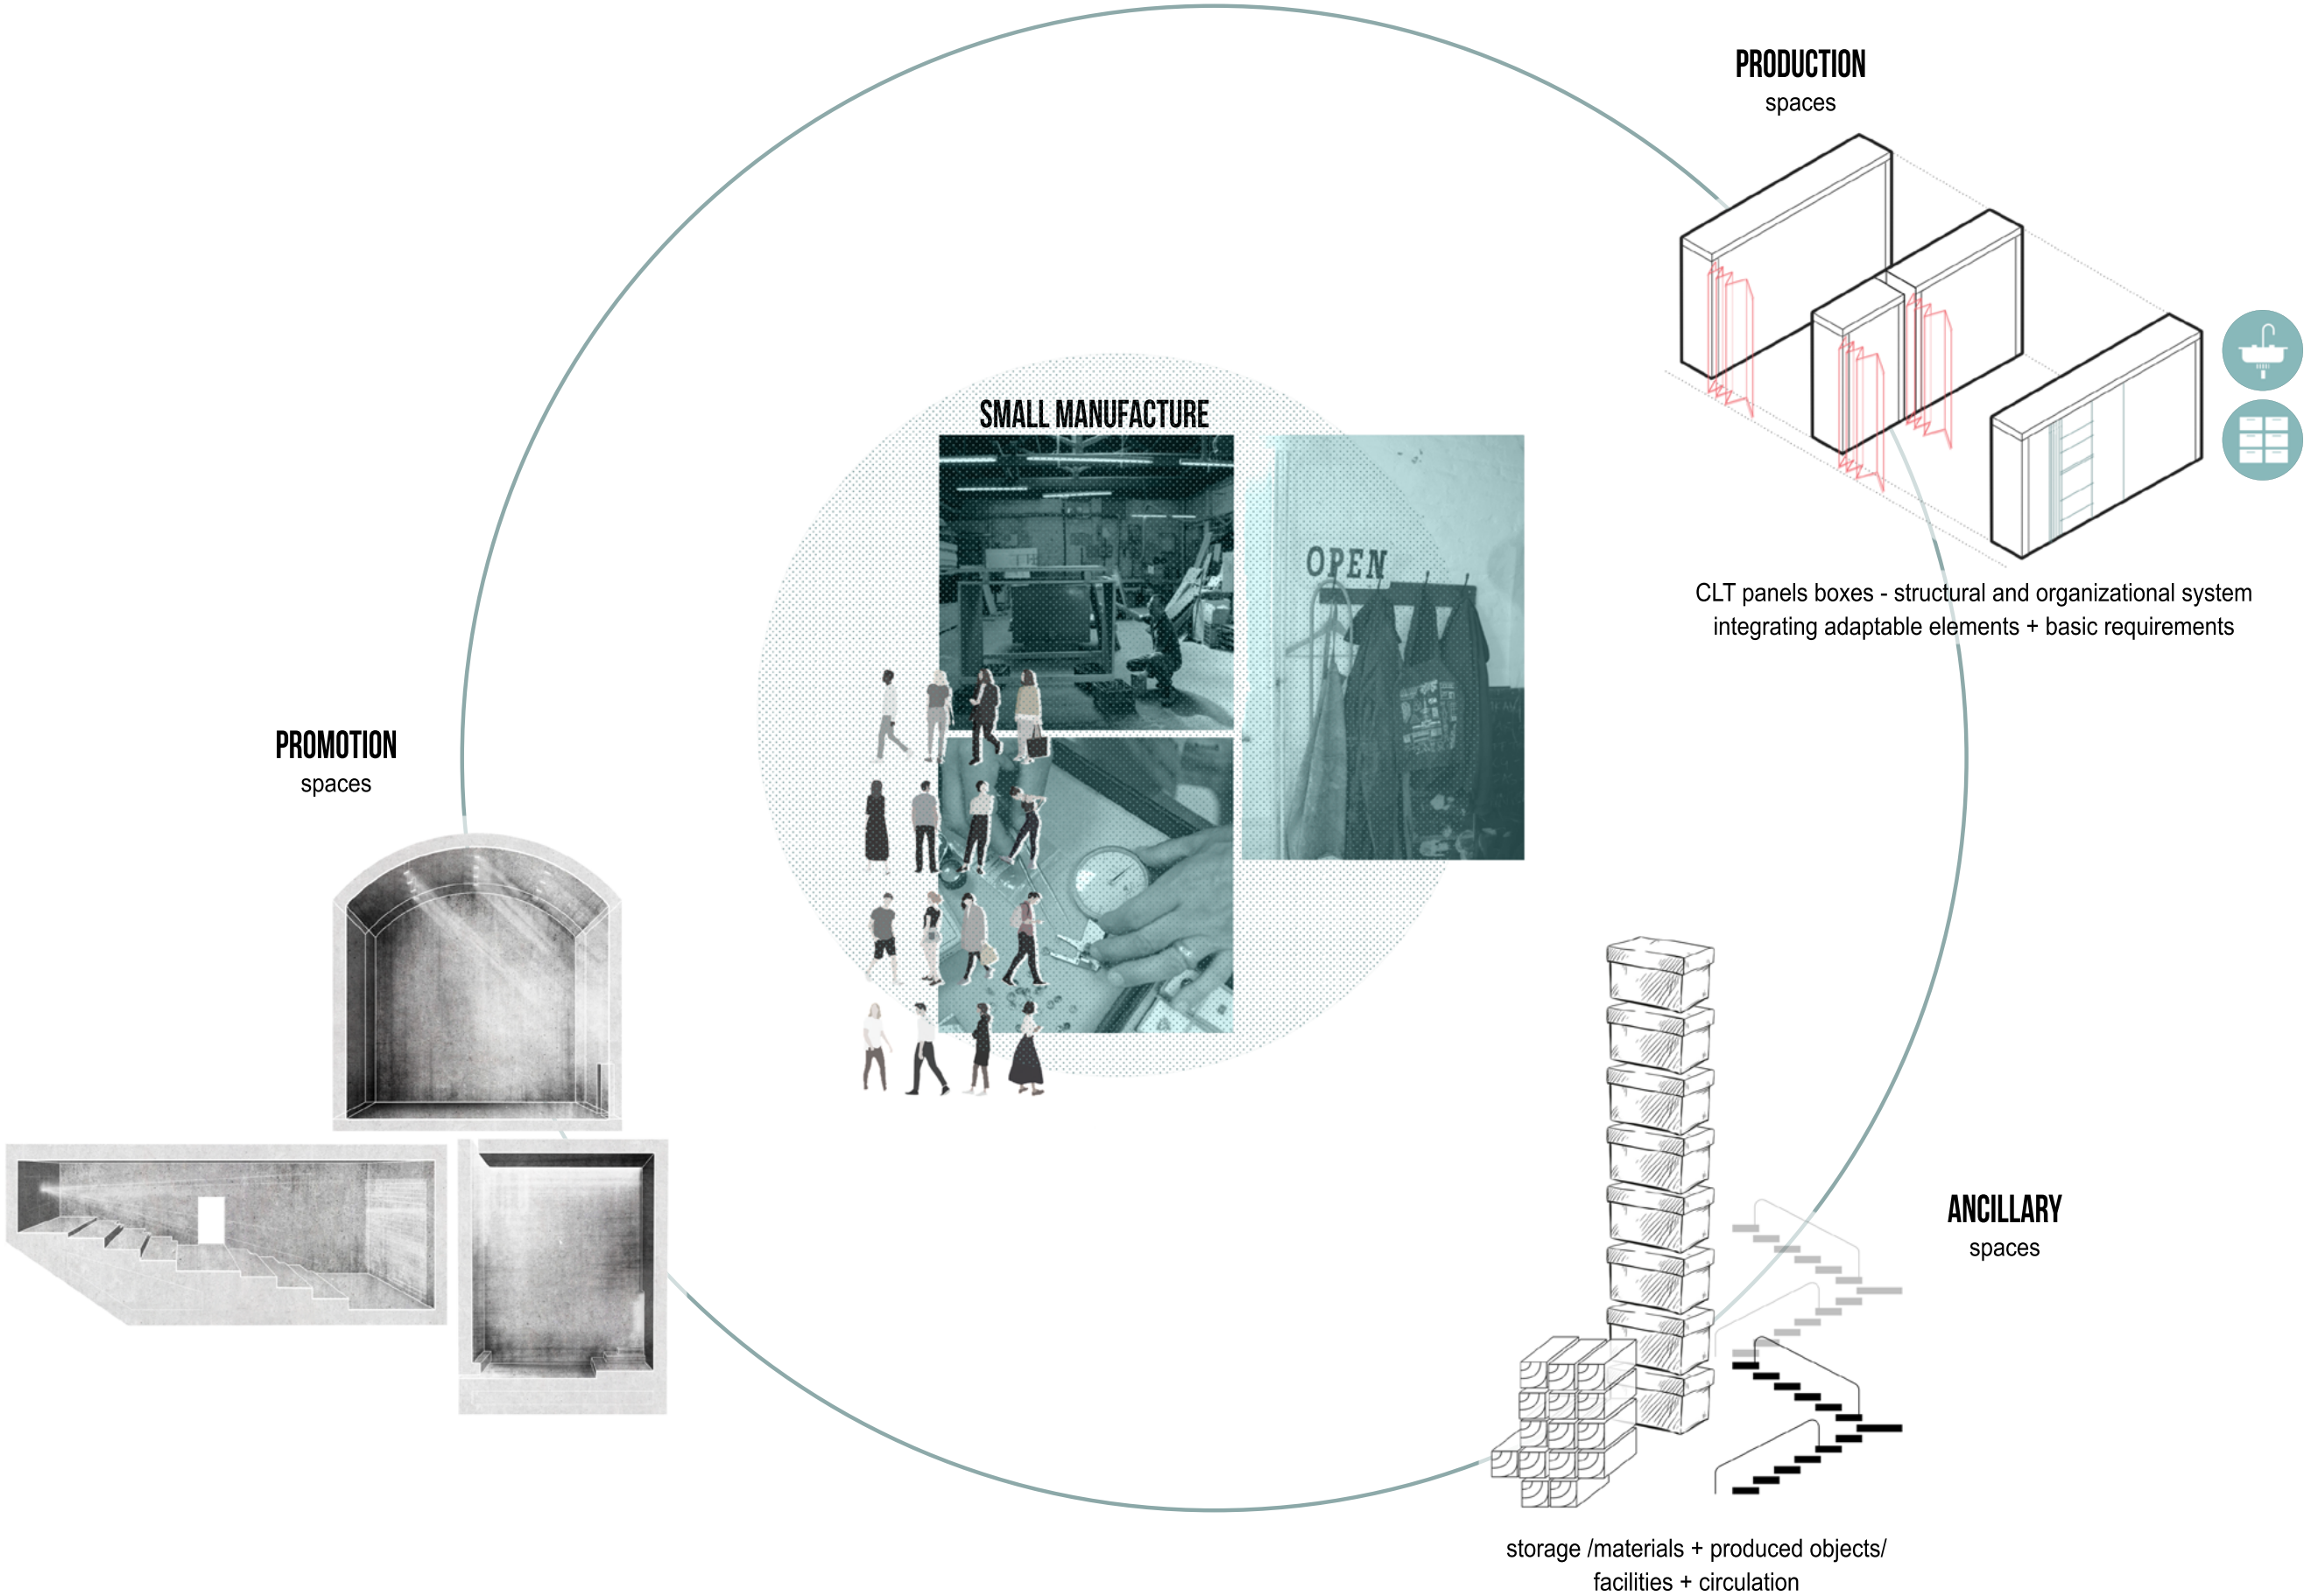 PRODUCTION
spaces
SMALL MANUFACTURE
OPEN
CLT panels boxes - structural and organizational system
integrating adaptable elements + basic requirements
PROMOTION
spaces
ANCILLARY
spaces
storage /materials + produced objects/
facilities + circulation